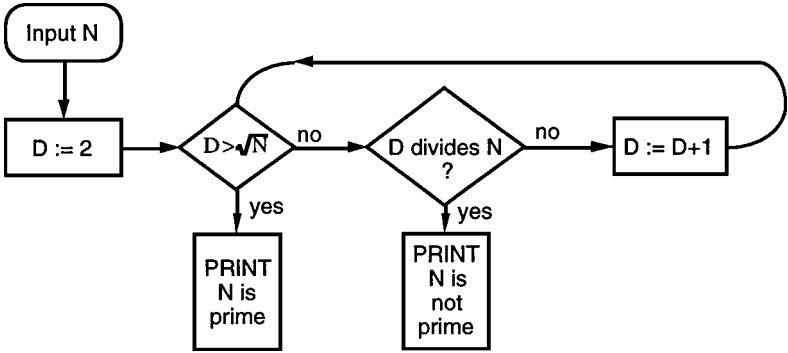 Input N
D := 2
D>√N
no
yes
PRINT
N is
prime
D divides N
?
no
yes
PRINT
N is
not
prime
D := D+1